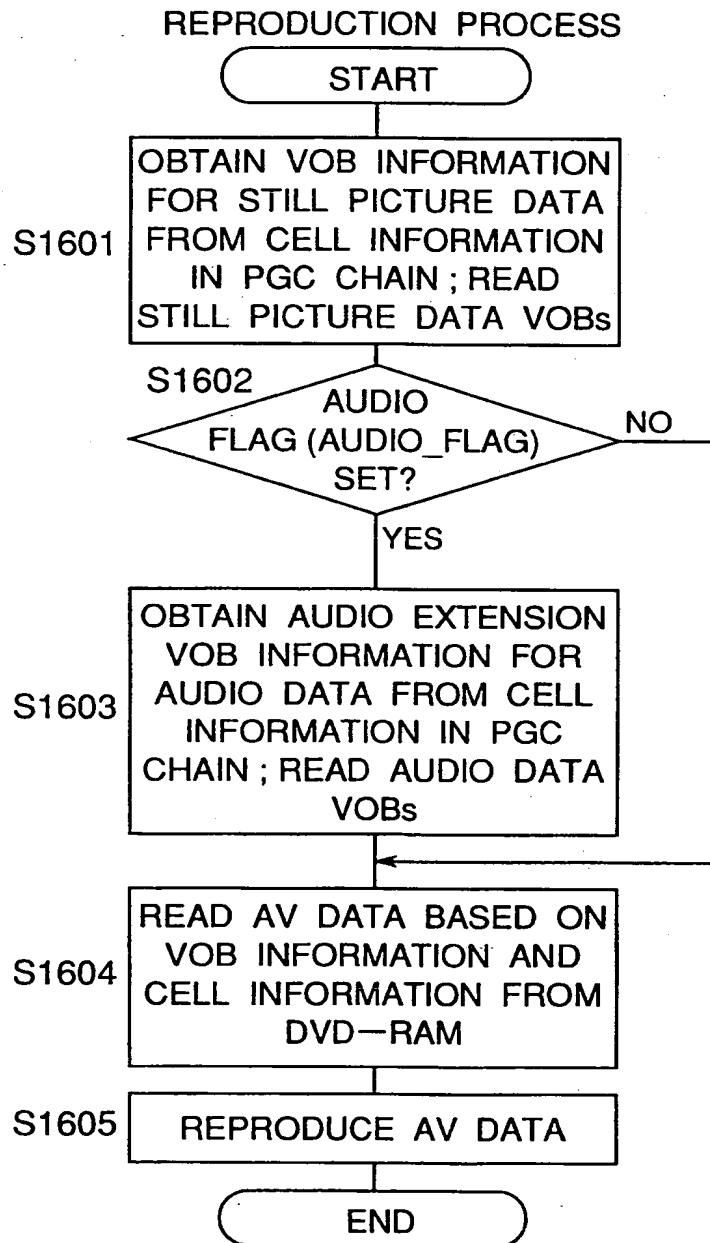 REPRODUCTION PROCESS
START
S1601
OBTAIN VOB INFORMATION
FOR STILL PICTURE DATA
FROM CELL INFORMATION
IN PGC CHAIN ; READ
STILL PICTURE DATA VOBs
S1602
AUDIO
FLAG (AUDIO_FLAG)
SET?
NO
YES
S1603
OBTAIN AUDIO EXTENSION
VOB INFORMATION FOR
AUDIO DATA FROM CELL
INFORMATION IN PGC
CHAIN ; READ AUDIO DATA
VOBs
S1604
READ AV DATA BASED ON
VOB INFORMATION AND
CELL INFORMATION FROM
DVD—RAM
S1605
REPRODUCE AV DATA
END